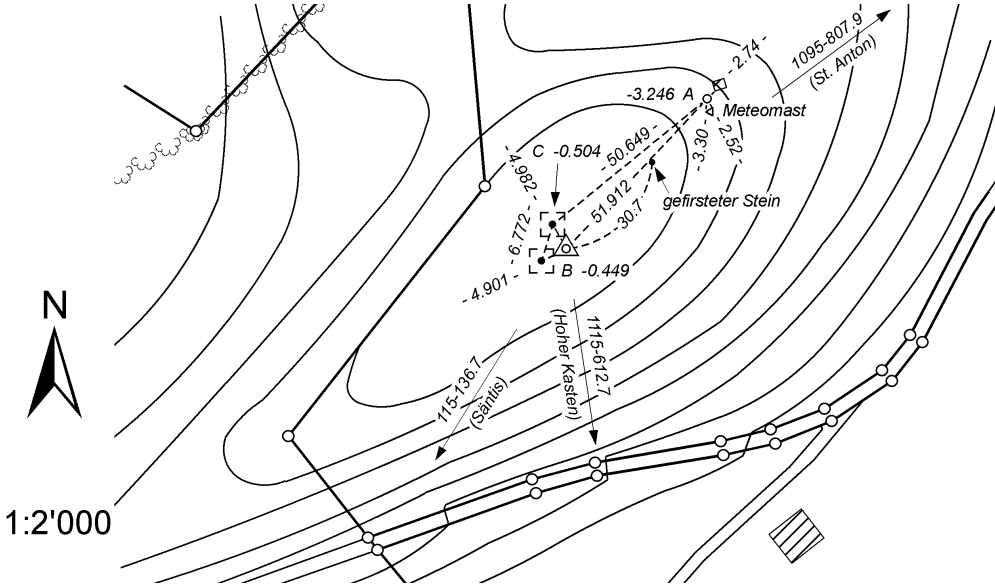 1095-807.9
(St. Anton)
- 2.74 -
-3.246 A
Meteomast
- 3.30 -
- 2.52 -
- 50.649 -
C -0.504
- 4.982 -
gefirsteter Stein
51.912
- 30.7 -
- 6.772 -
B -0.449
- 4.901 -
N
1115-612.7
(Hoher Kasten)
115-136.7
(Säntis)
1:2'000